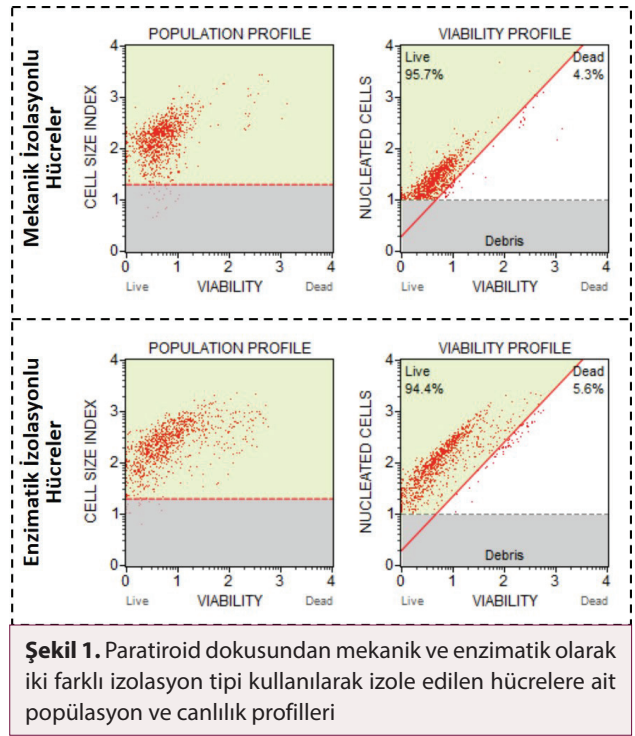 Mekanik İzolasyonlu
Hücreler
POPULATION PROFILE
CELL SIZE INDEX
4
3
2
1
0
0 1 2 3 4
Live VIABILITY Dead
VIABILITY PROFILE
NUCLEATED CELLS
4
3
2
1
0
Live
95.7%
Dead
4.3%
Debris
0 1 2 3 4
Live VIABILITY Dead
Enzimatik İzolasyonlu
Hücreler
POPULATION PROFILE
CELL SIZE INDEX
4
3
2
1
0
0 1 2 3 4
Live VIABILITY Dead
VIABILITY PROFILE
NUCLEATED CELLS
4
3
2
1
0
Live
94.4%
Dead
5.6%
Debris
0 1 2 3 4
Live VIABILITY Dead
Şekil 1. Paratiroid dokusundan mekanik ve enzimatik olarak
iki farklı izolasyon tipi kullanılarak izole edilen hücrelere ait
popülasyon ve canlılık profilleri